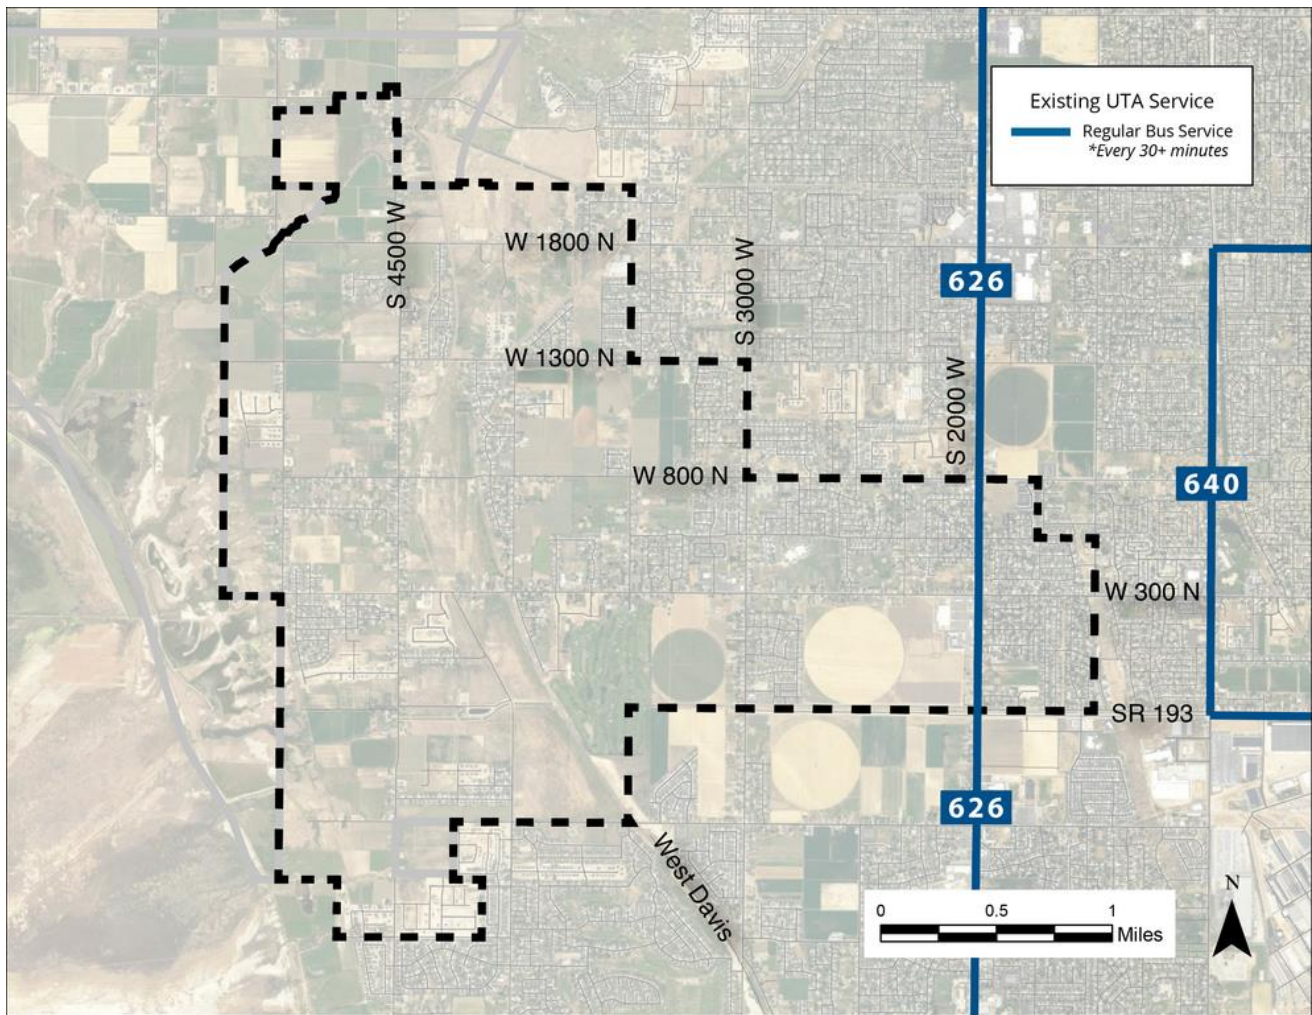 Existing UTA Service
Regular Bus Service
*Every 30+ minutes
S 4500 W
W 1800 N
S 3000 W
626
W 1300 N
S 2000 W
W 800 N
640
W 300 N
SR 193
626
West Davis
N
0 0.5 1
Miles